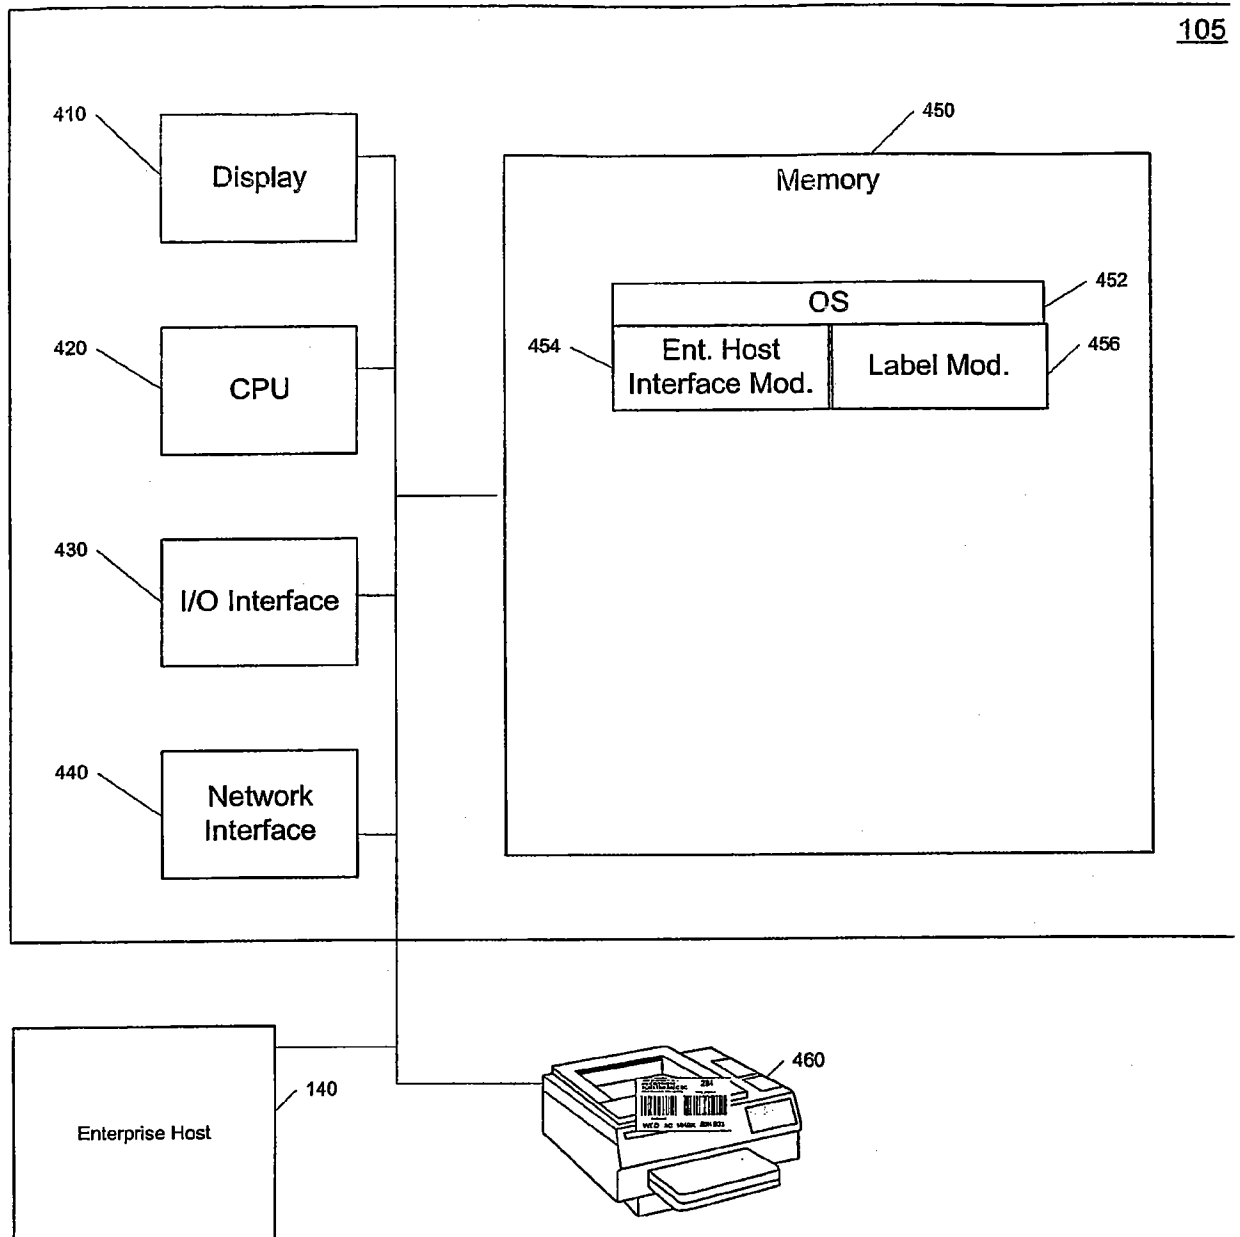 105
410
Display
450
Memory
OS
452
420
CPU
454
Ent. Host
Interface Mod.
Label Mod.
456
430
I/O Interface
440
Network
Interface
460
284
140
Enterprise Host